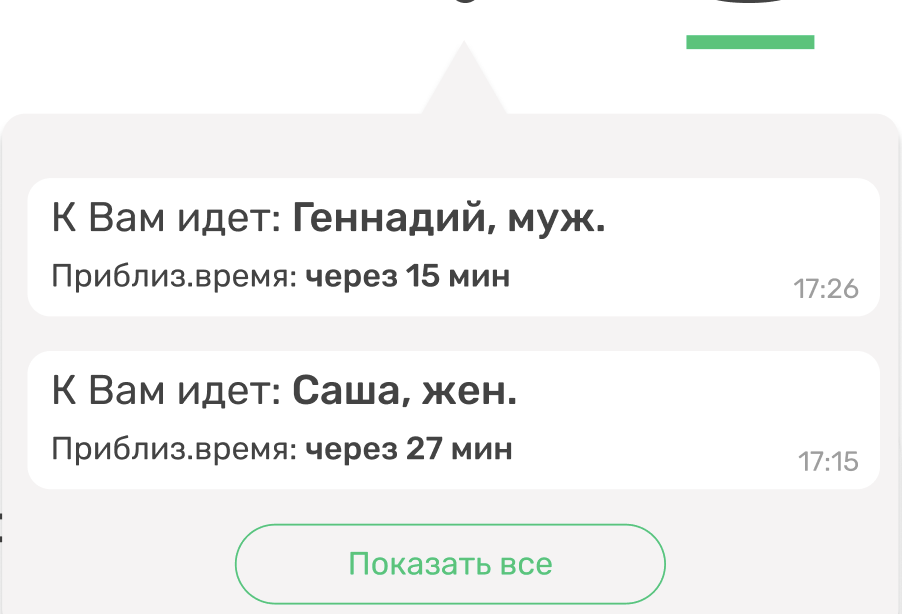 К Вам идет: Геннадий, муж.
Приблиз.время: через 15 мин
17:26
К Вам идет: Саша, жен.
Приблиз.время: через 27 мин
17:15
Показать все